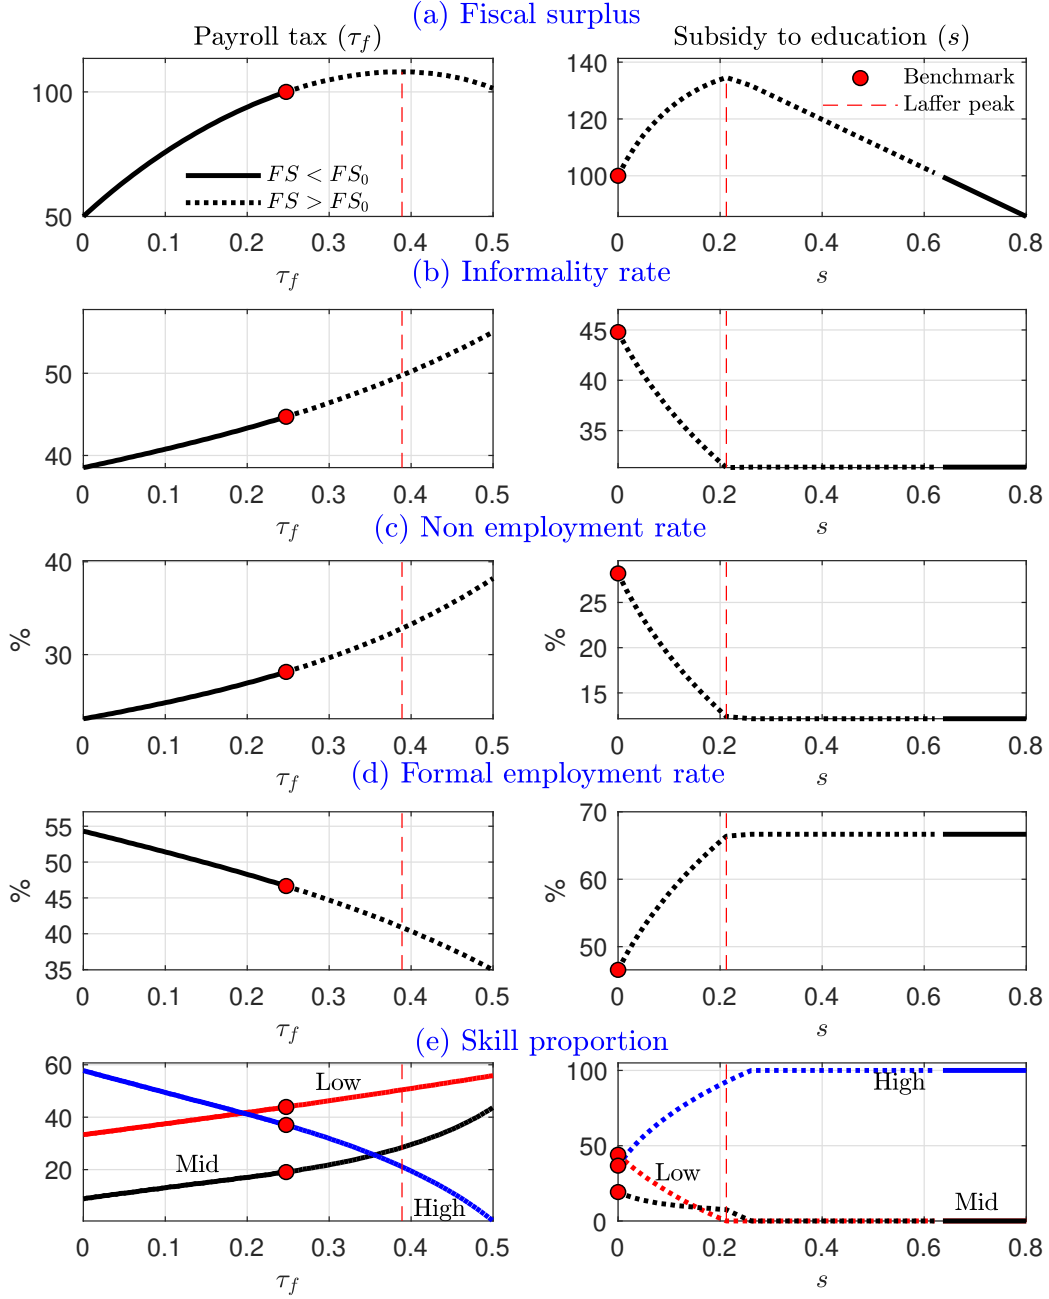 (a) Fiscal surplus
Payroll tax (τf)
Subsidy to education (s)
100
50
0 0.1 0.2 0.3 0.4 0.5
τf
FS < FS0
FS > FS0
140
120
100
0 0.2 0.4 0.6 0.8
s
Benchmark
Laffer peak
(b) Informality rate
50
40
0 0.1 0.2 0.3 0.4 0.5
τf
45
40
35
0 0.2 0.4 0.6 0.8
s
(c) Non employment rate
%
40
30
0 0.1 0.2 0.3 0.4 0.5
τf
%
25
20
15
0 0.2 0.4 0.6 0.8
s
(d) Formal employment rate
%
55
50
45
40
35
0 0.1 0.2 0.3 0.4 0.5
τf
%
70
60
50
0 0.2 0.4 0.6 0.8
s
(e) Skill proportion
60
40
20
Low
Mid
High
0 0.1 0.2 0.3 0.4 0.5
τf
100
50
0
High
Low
Mid
0 0.2 0.4 0.6 0.8
s